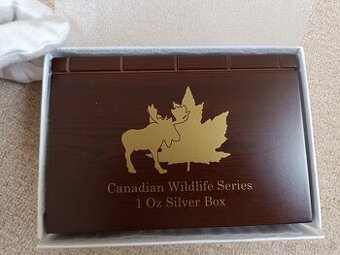 Canadian Wildlife Series
1 Oz Silver Box